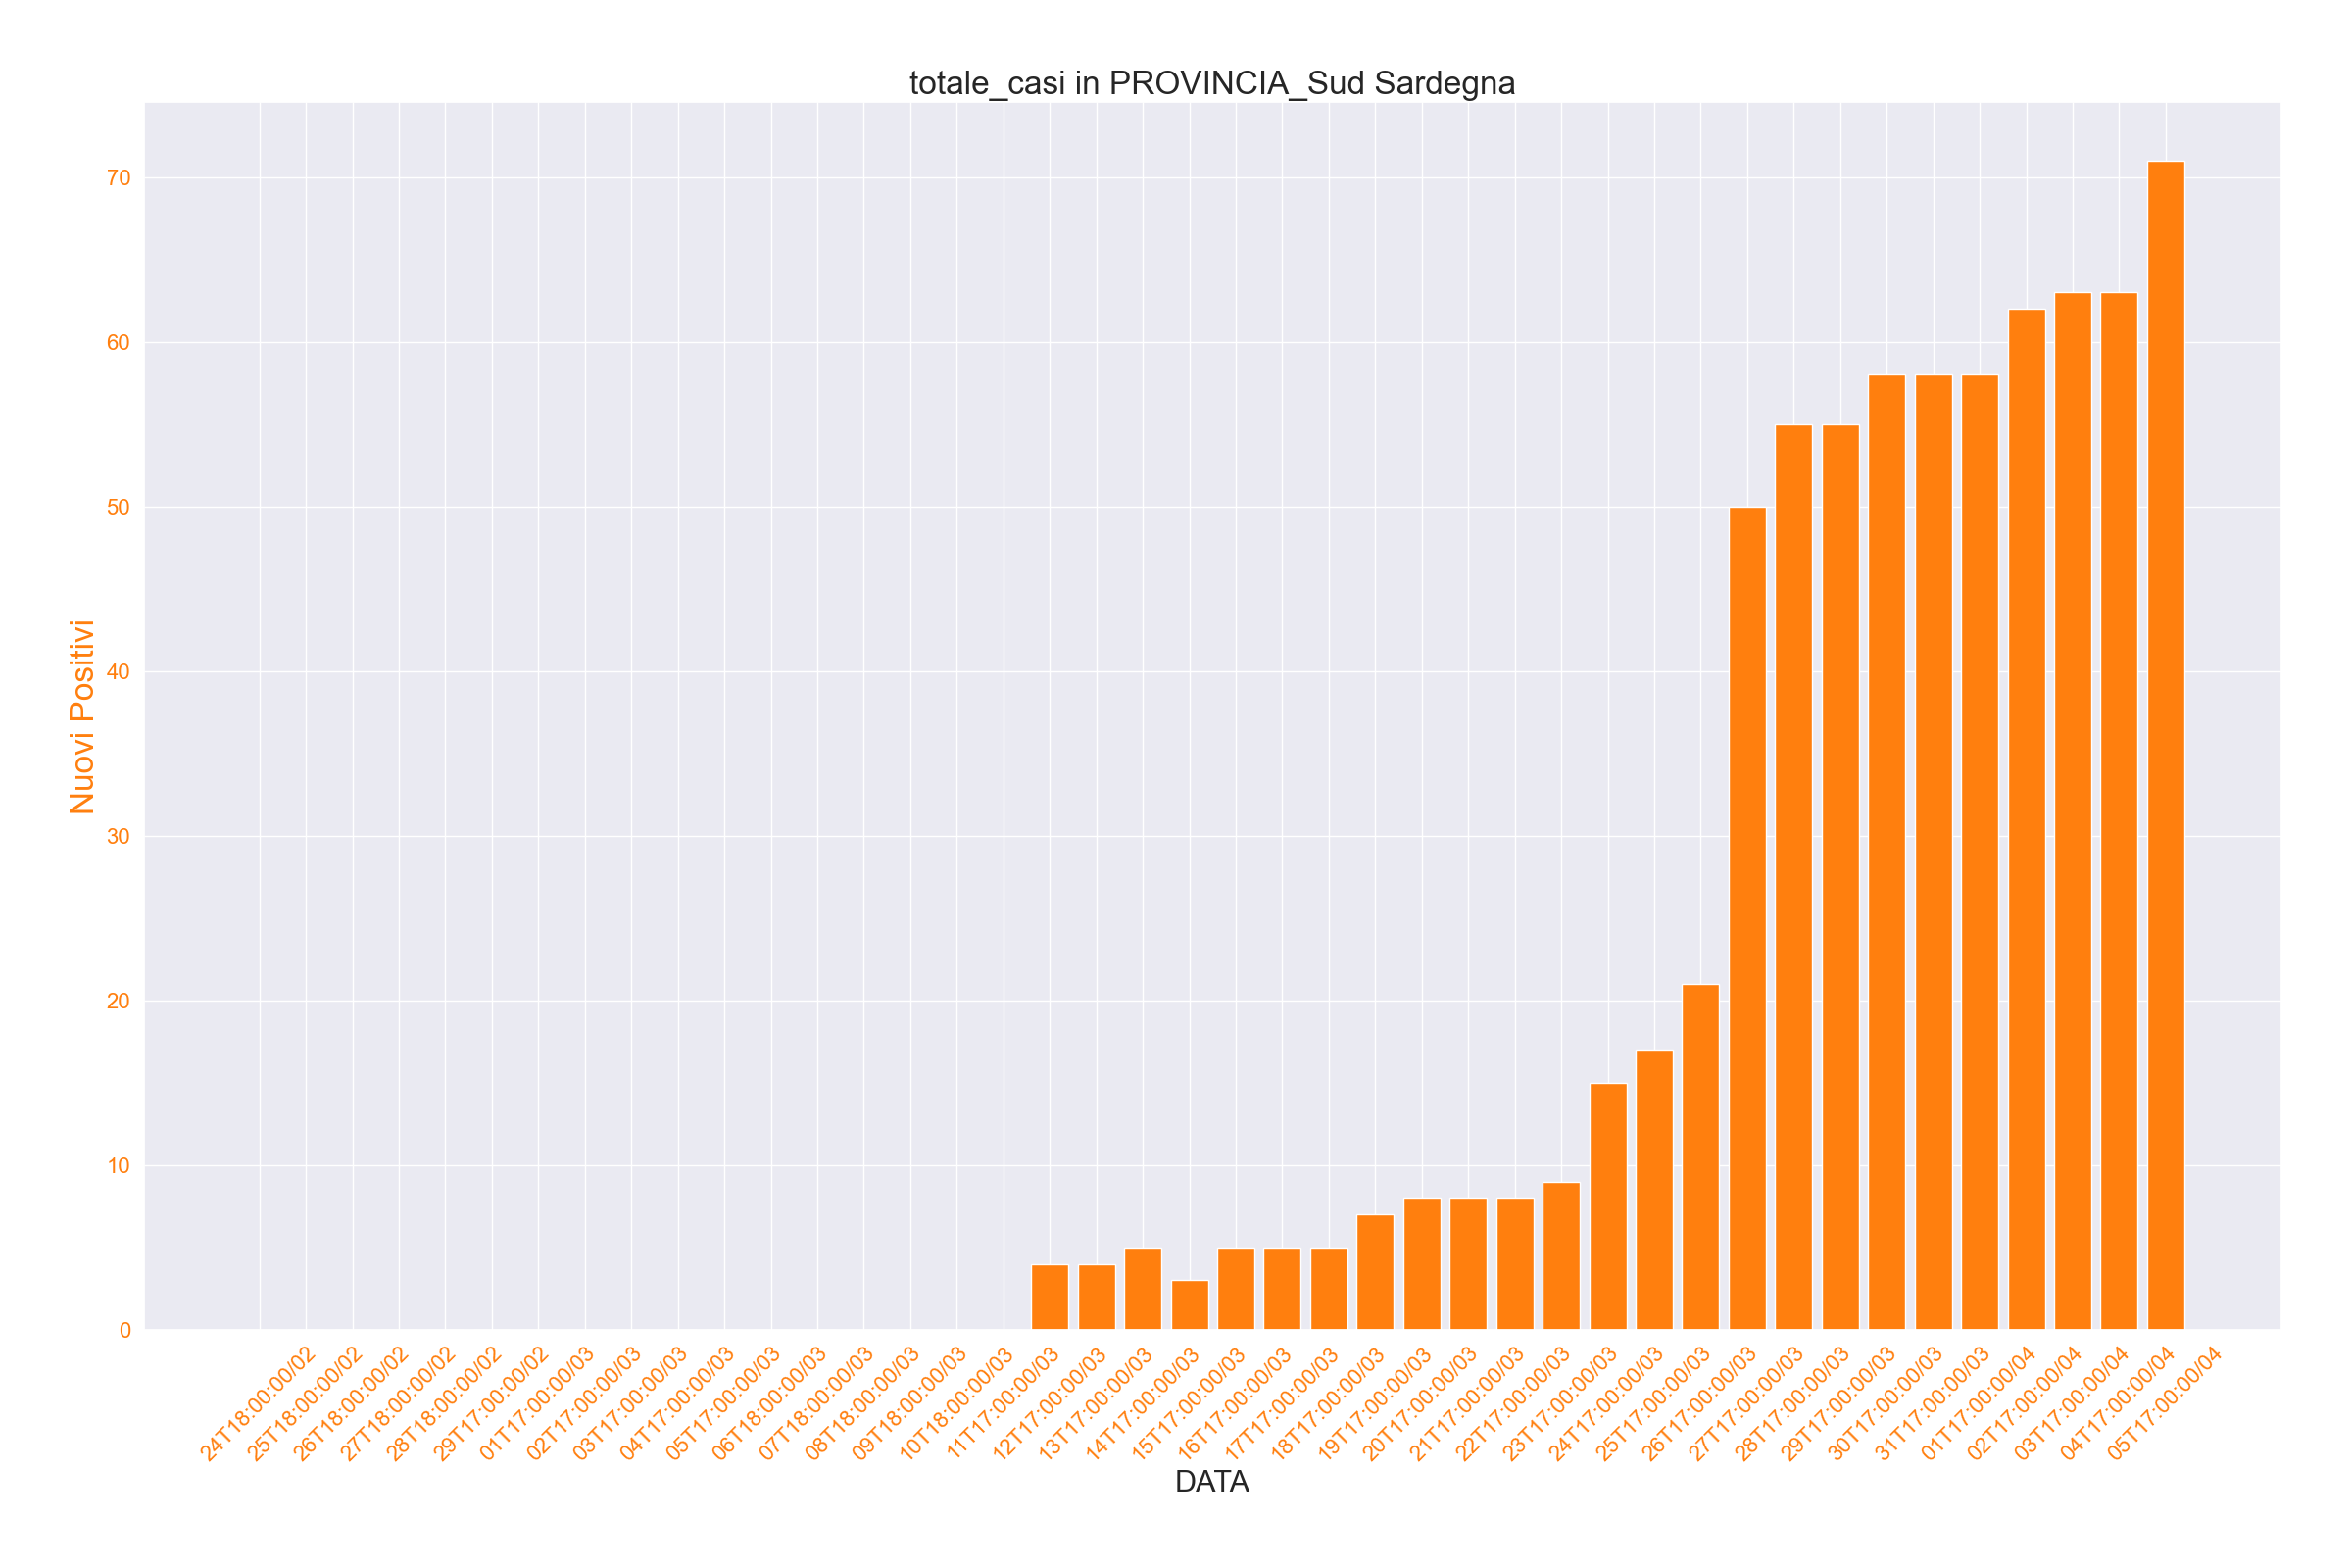 totale_casi in PROVINCIA_Sud Sardegna
70
60
50
40
30
20
10
0
Nuovi Positivi
24T18:00:00/02
25T18:00:00/02
26T18:00:00/02
27T18:00:00/02
28T18:00:00/02
29T17:00:00/02
01T17:00:00/03
02T17:00:00/03
03T17:00:00/03
04T17:00:00/03
05T17:00:00/03
06T18:00:00/03
07T18:00:00/03
08T18:00:00/03
09T18:00:00/03
10T18:00:00/03
11T17:00:00/03
12T17:00:00/03
13T17:00:00/03
14T17:00:00/03
15T17:00:00/03
16T17:00:00/03
17T17:00:00/03
18T17:00:00/03
19T17:00:00/03
20T17:00:00/03
21T17:00:00/03
22T17:00:00/03
23T17:00:00/03
24T17:00:00/03
25T17:00:00/03
26T17:00:00/03
27T17:00:00/03
28T17:00:00/03
29T17:00:00/03
30T17:00:00/03
31T17:00:00/03
01T17:00:00/04
02T17:00:00/04
03T17:00:00/04
04T17:00:00/04
05T17:00:00/04
DATA